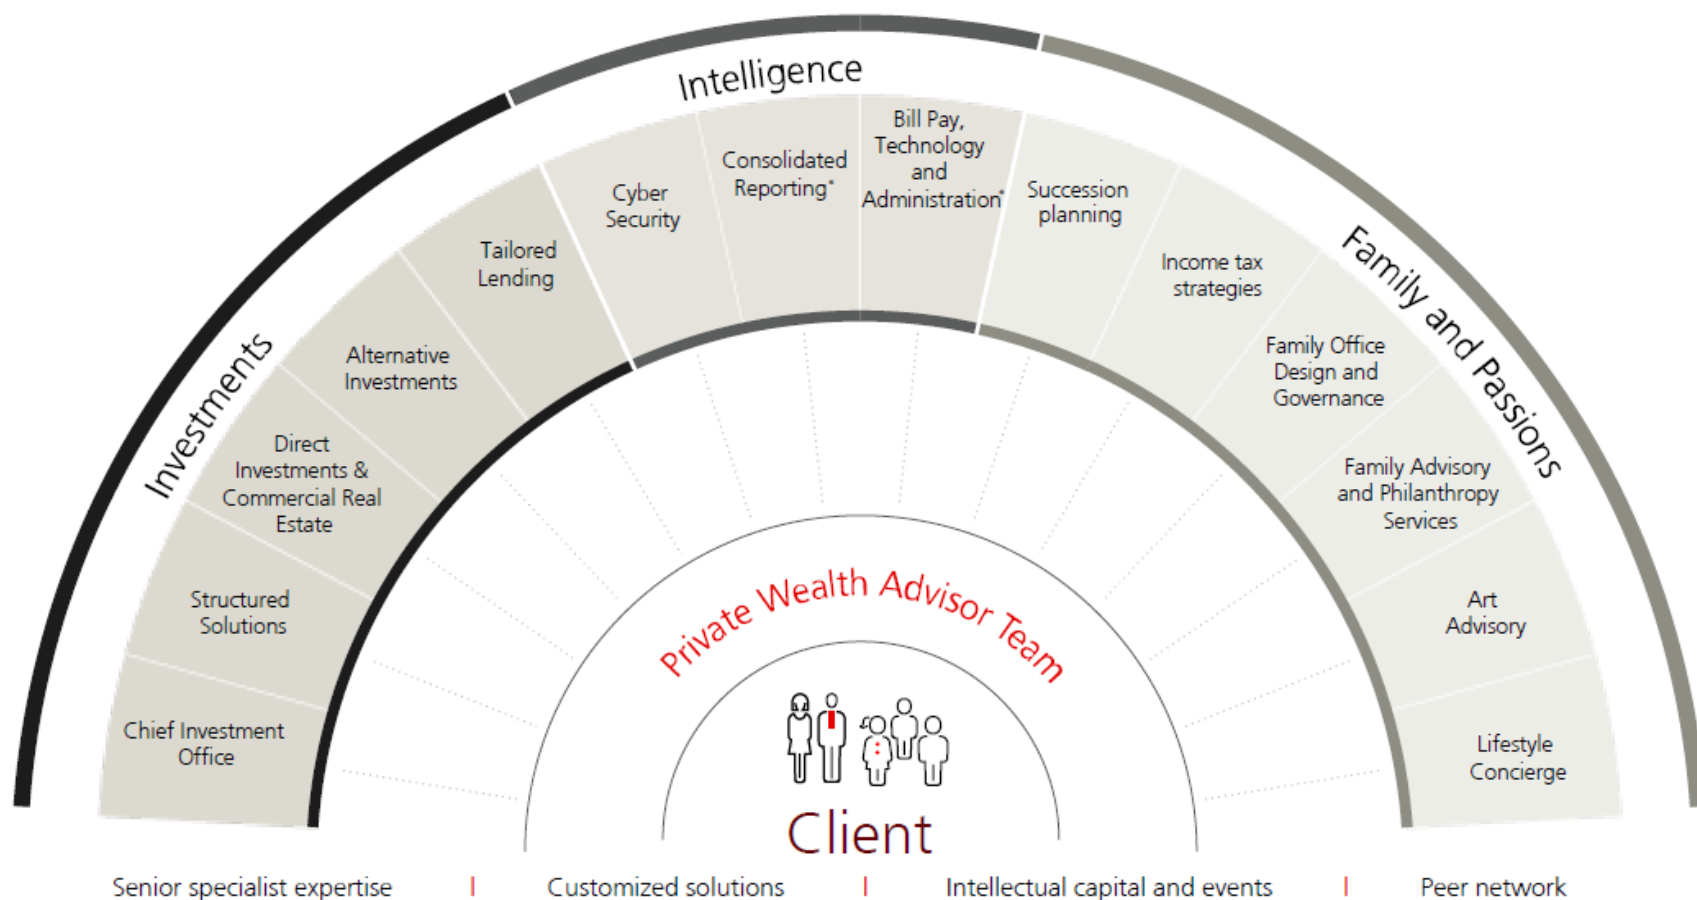 Intelligence
Investments
Family and Passions
Chief Investment
Office
Structured
Solutions
Direct
Investments &
Commercial Real
Estate
Alternative
Investments
Tailored
Lending
Cyber
Security
Consolidated
Reporting*
Bill Pay,
Technology
and
Administration*
Succession
planning
Income tax
strategies
Family Office
Design and
Governance
Family Advisory
and Philanthropy
Services
Art
Advisory
Lifestyle
Concierge
Private Wealth Advisor Team
Client
Senior specialist expertise | Customized solutions | Intellectual capital and events | Peer network